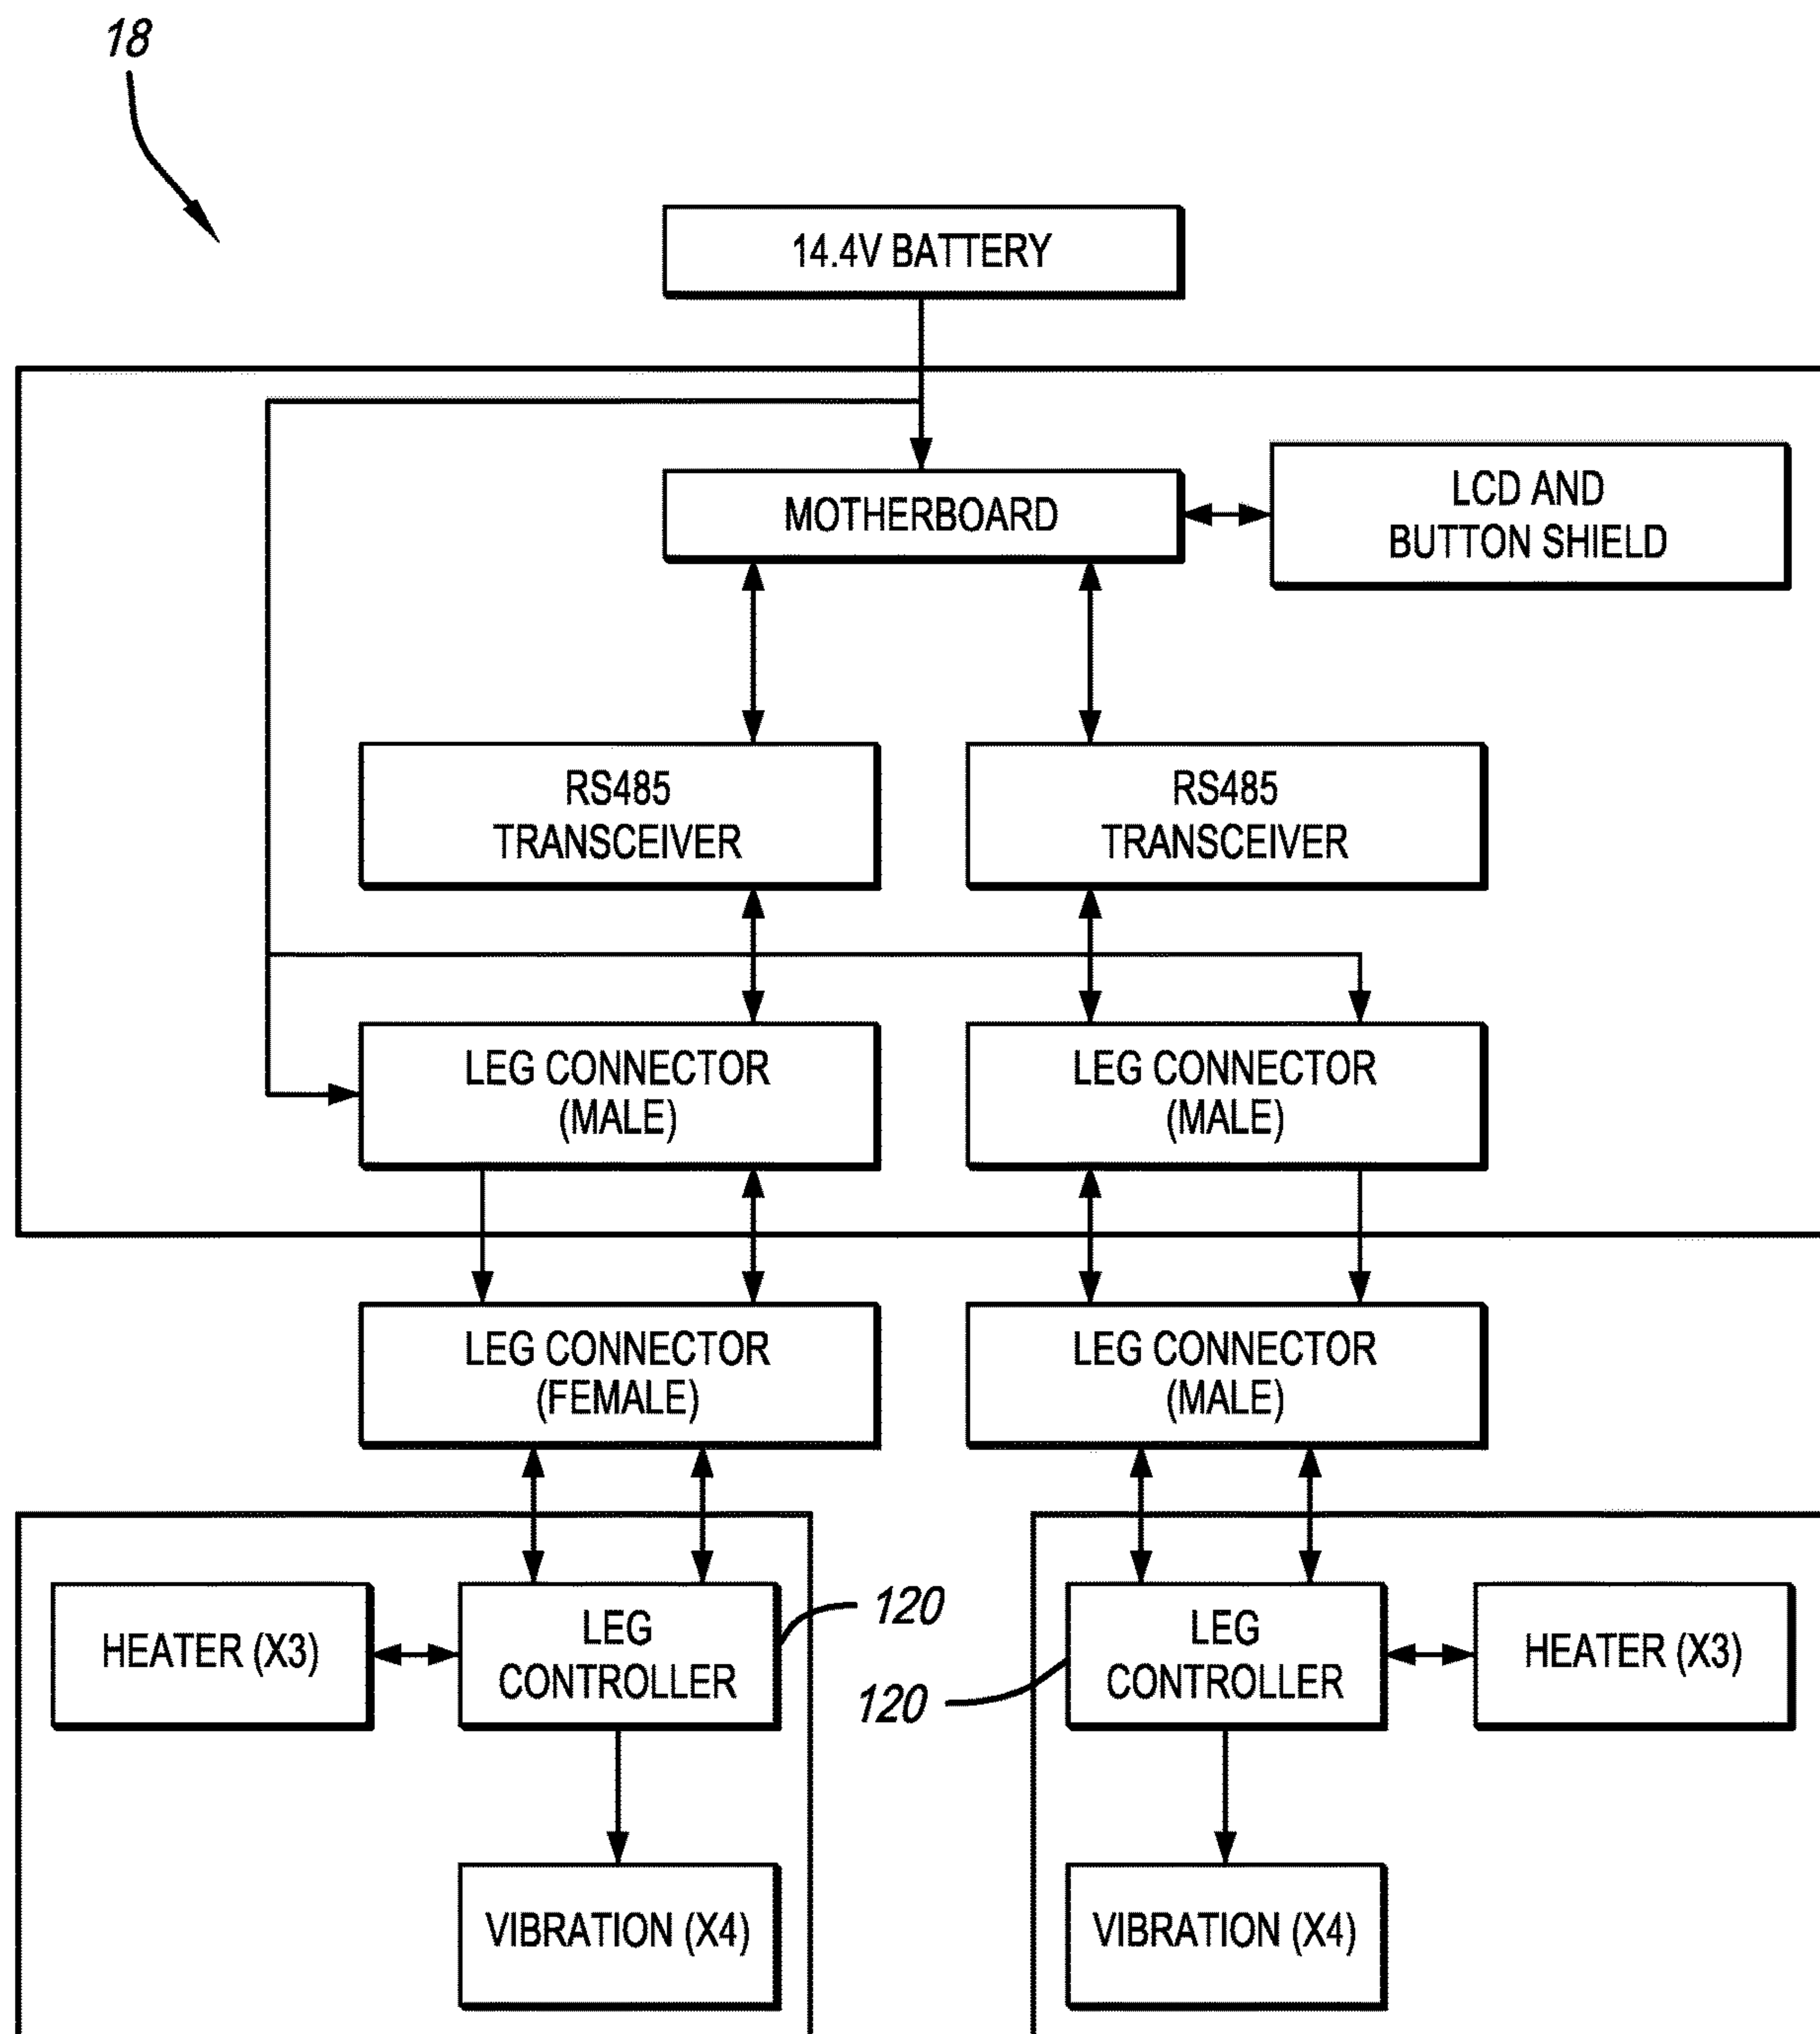 18
14.4V BATTERY
MOTHERBOARD
LCD AND
BUTTON SHIELD
RS485
TRANSCEIVER
RS485
TRANSCEIVER
LEG CONNECTOR
(MALE)
LEG CONNECTOR
(MALE)
LEG CONNECTOR
(FEMALE)
LEG CONNECTOR
(MALE)
HEATER (X3)
LEG
CONTROLLER
120
120
LEG
CONTROLLER
HEATER (X3)
VIBRATION (X4)
VIBRATION (X4)